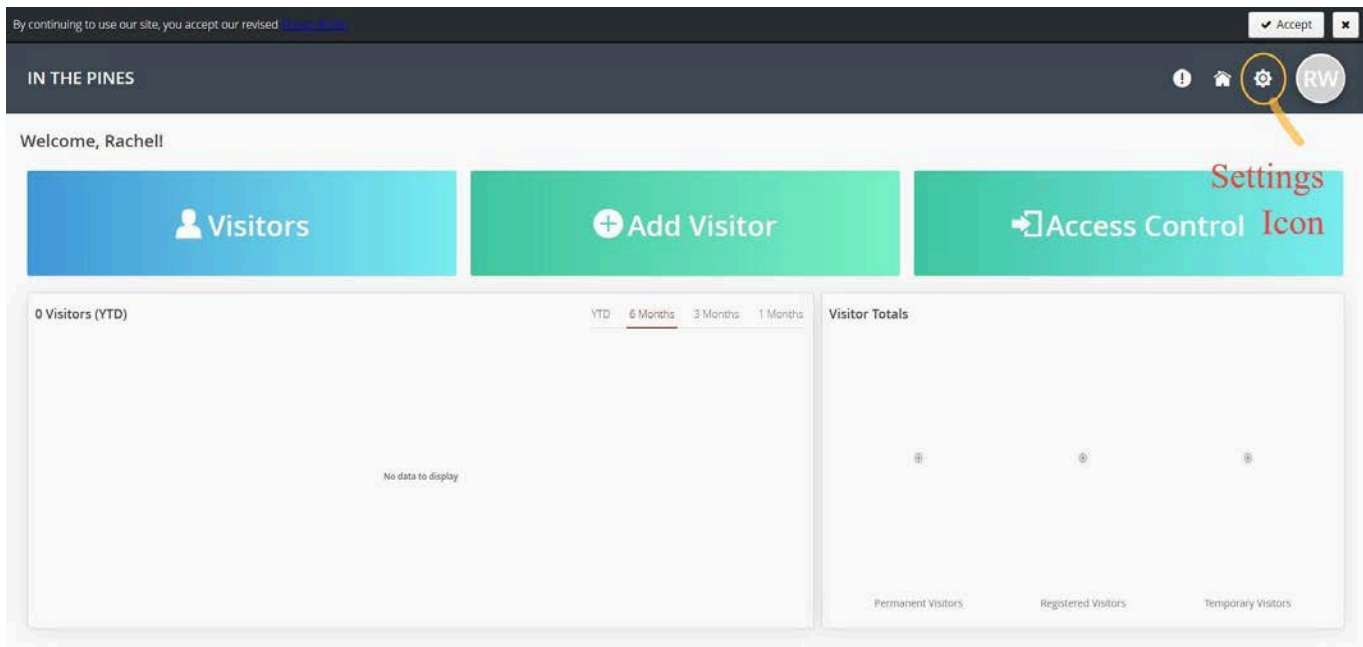 By continuing to use our site, you accept our revised
Accept
IN THE PINES
RW
Welcome, Rachel!
Settings
Icon
Visitors
Add Visitor
Access Control
0 Visitors (YTD)
YTD 6 Months 3 Months 1 Months
Visitor Totals
No data to display
Permanent Visitors Registered Visitors Temporary Visitors